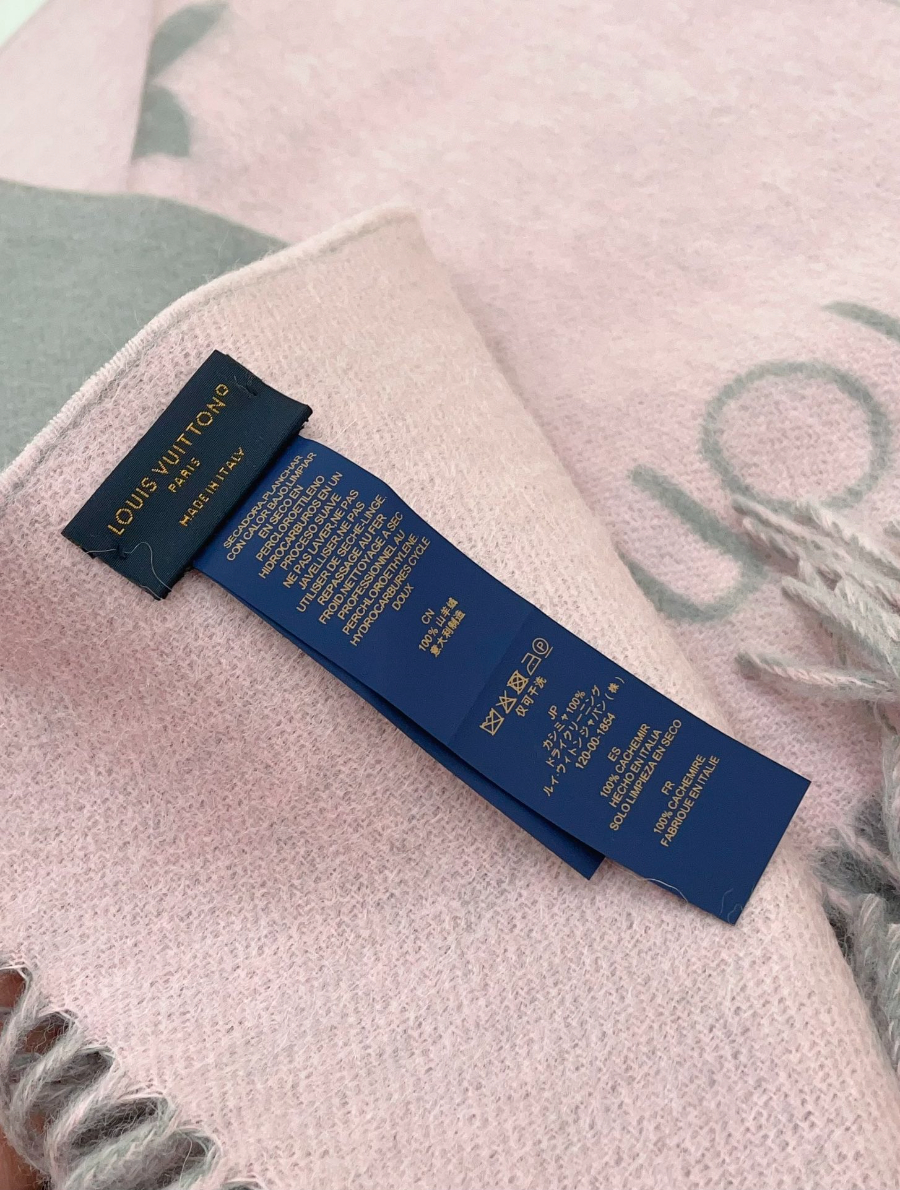 LOUIS VUITTON
PARIS
MADE IN ITALY
SECADORA-PLANCHAR
CON CALOR BAJO.LIMPIAR
EN SECO EN
PERCLOROETILENO
HIDROCARBUROS EN UN
PROCESO SUAVE
NE PAS LAVER.NE PAS
JAVELLISER.NE PAS
UTILISER DE SECHE-LINGE.
REPASSAGE AU FER
FROID.NETTOYAGE A SEC
PROFESSIONNEL AU
PERCHLOROETHYLENE
HYDROCARBURES CYCLE
DOUX
CN
100% 山羊绒
意大利制造
P
仅可干洗
JP
カシミャ100%
ドライクリーニング
ルイ・ヴィトンジャパン(株)
120-00-1854
ES
100% CACHEMIR
HECHO EN ITALIA
SOLO LIMPIEZA EN SECO
FR
100% CACHEMIRE
FABRIQUE EN ITALIE